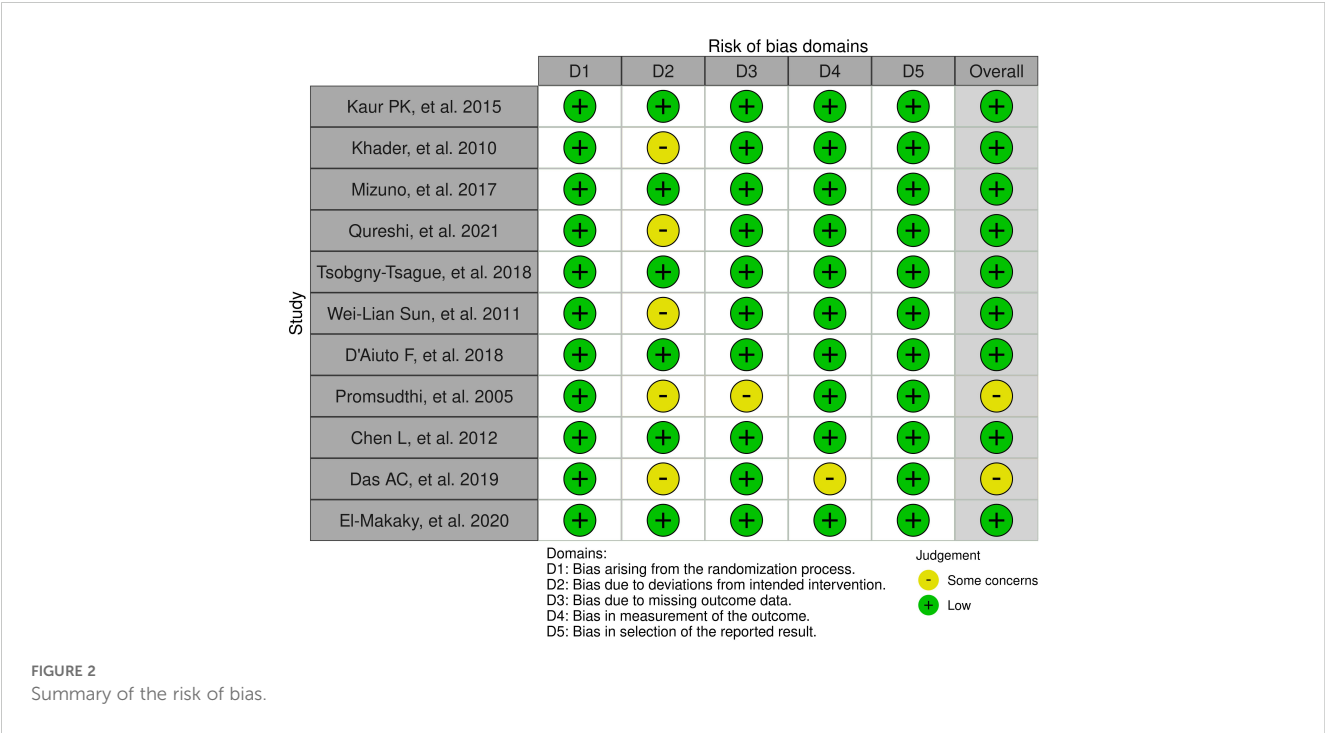 Risk of bias domains
D1 D2 D3 D4 D5 Overall
Study
Kaur PK, et al. 2015 + + + + + +
Khader, et al. 2010 + - + + + +
Mizuno, et al. 2017 + + + + + +
Qureshi, et al. 2021 + - + + + +
Tsobgny-Tsague, et al. 2018 + + + + + +
Wei-Lian Sun, et al. 2011 + - + + + +
D'Aiuto F, et al. 2018 + + + + + +
Promsudthi, et al. 2005 + - - + + -
Chen L, et al. 2012 + + + + + +
Das AC, et al. 2019 + - + - + -
El-Makaky, et al. 2020 + + + + + +
Domains:
D1: Bias arising from the randomization process.
D2: Bias due to deviations from intended intervention.
D3: Bias due to missing outcome data.
D4: Bias in measurement of the outcome.
D5: Bias in selection of the reported result.
Judgement
- Some concerns
+ Low
FIGURE 2
Summary of the risk of bias.